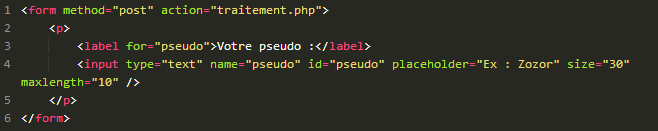 1 <form method="post" action="traitement.php">
2     <p>
3         <label for="pseudo">Votre pseudo :</label>
4         <input type="text" name="pseudo" id="pseudo" placeholder="Ex : Zozor" size="30"
maxlength="10" />
5     </p>
6 </form>